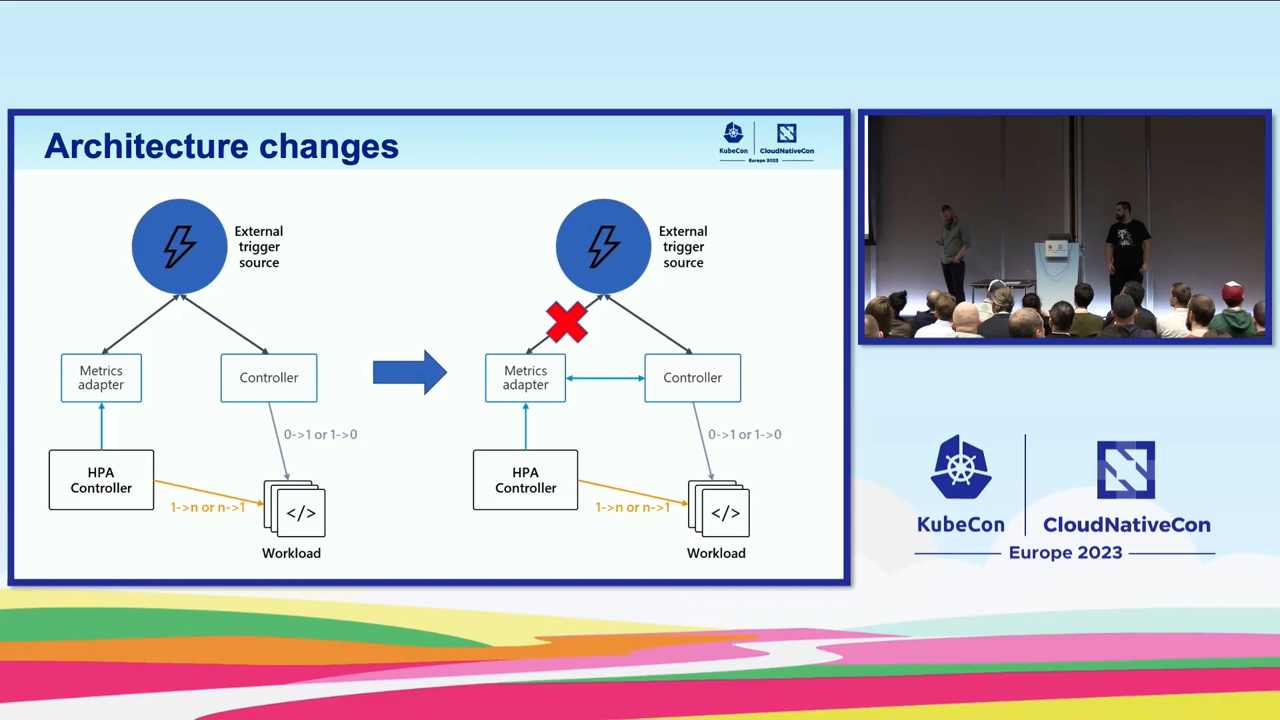 Architecture changes
KubeCon
CloudNativeCon
Europe 2023
External
trigger
source
Metrics
adapter
Controller
0->1 or 1->0
HPA
Controller
1->n or n->1
</>
Workload
External
trigger
source
Metrics
adapter
Controller
0->1 or 1->0
HPA
Controller
1->n or n->1
</>
Workload
KubeCon
CloudNativeCon
Europe 2023